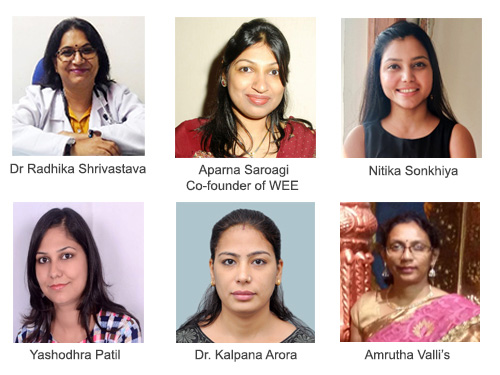 Dr Radhika Shrivastava
Aparna Saroagi
Co-founder of WEE
Nitika Sonkhiya
Yashodhra Patil
Dr. Kalpana Arora
Amrutha Valli's